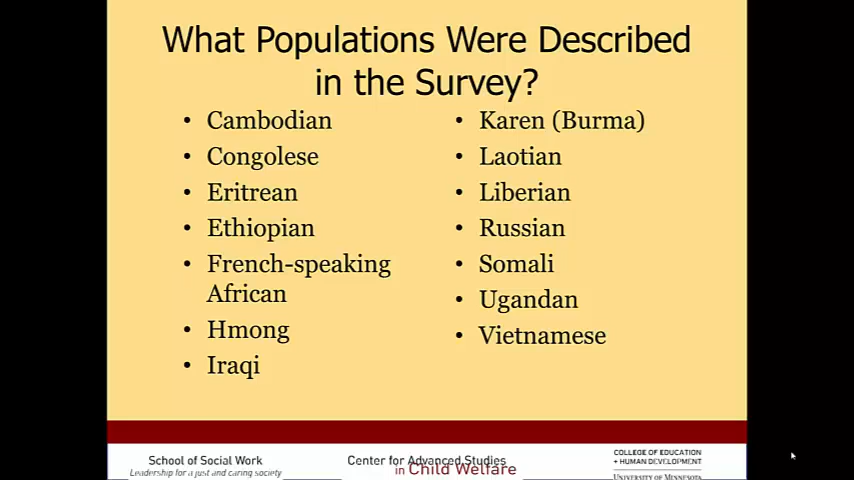 What Populations Were Described
in the Survey?
• Cambodian
• Congolese
• Eritrean
• Ethiopian
• French-speaking
African
• Hmong
• Iraqi
• Karen (Burma)
• Laotian
• Liberian
• Russian
• Somali
• Ugandan
• Vietnamese
School of Social Work
Leadership for a just and caring society
Center for Advanced Studies
in Child Welfare
COLLEGE OF EDUCATION
+ HUMAN DEVELOPMENT
UNIVERSITY OF MINNESOTA